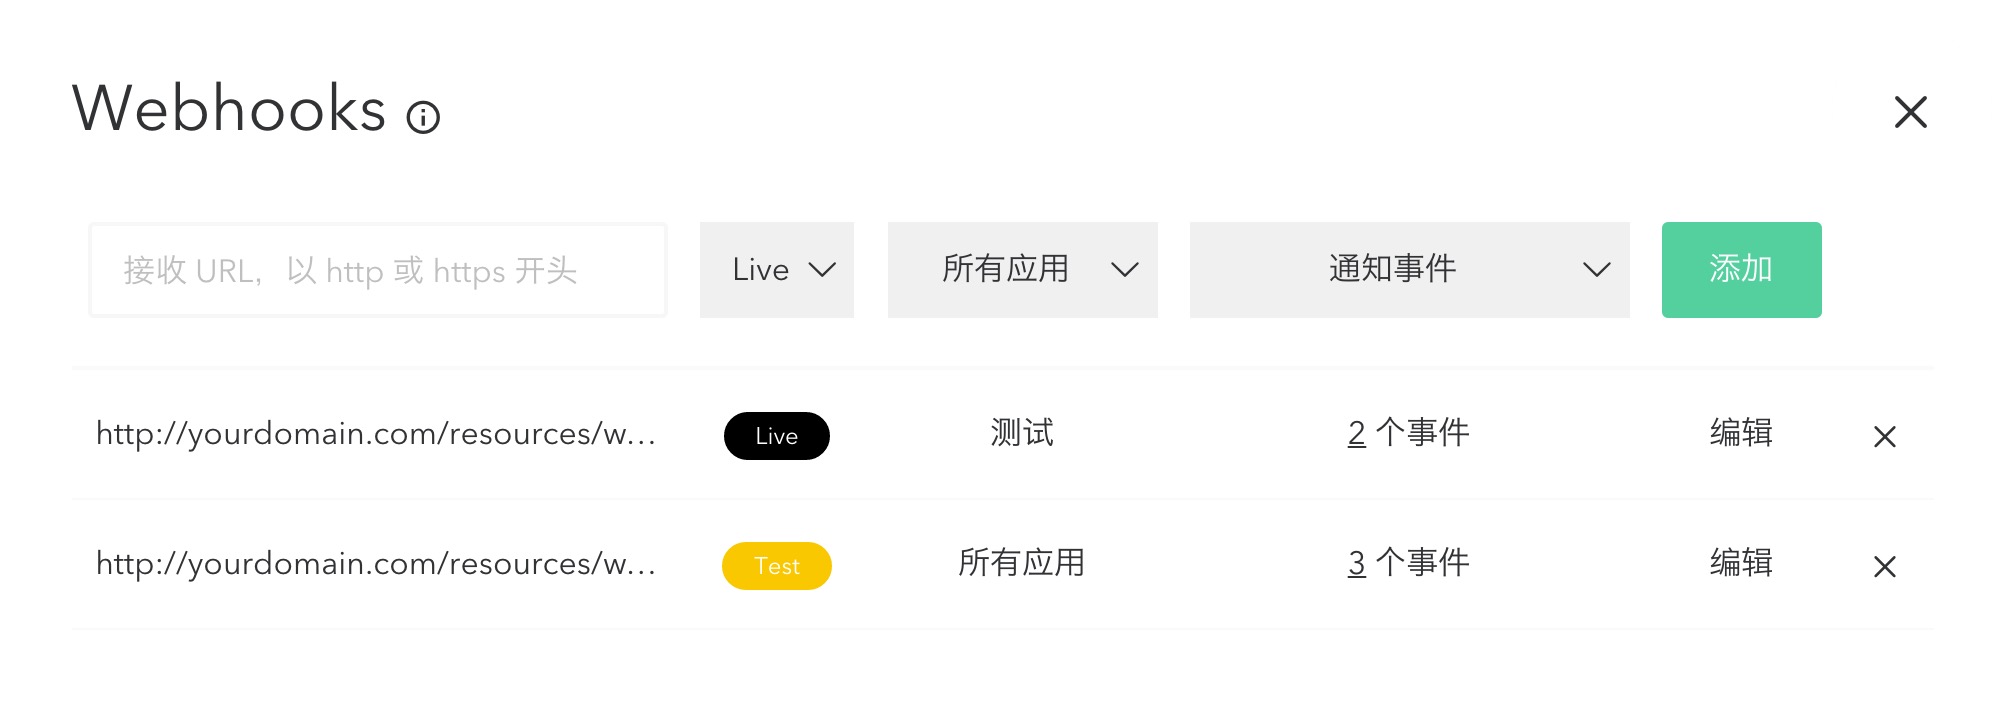 Webhooks
接收 URL，以 http 或 https 开头 Live 所有应用 通知事件 添加
http://yourdomain.com/resources/w... Live 测试 2 个事件 编辑
http://yourdomain.com/resources/w... Test 所有应用 3 个事件 编辑